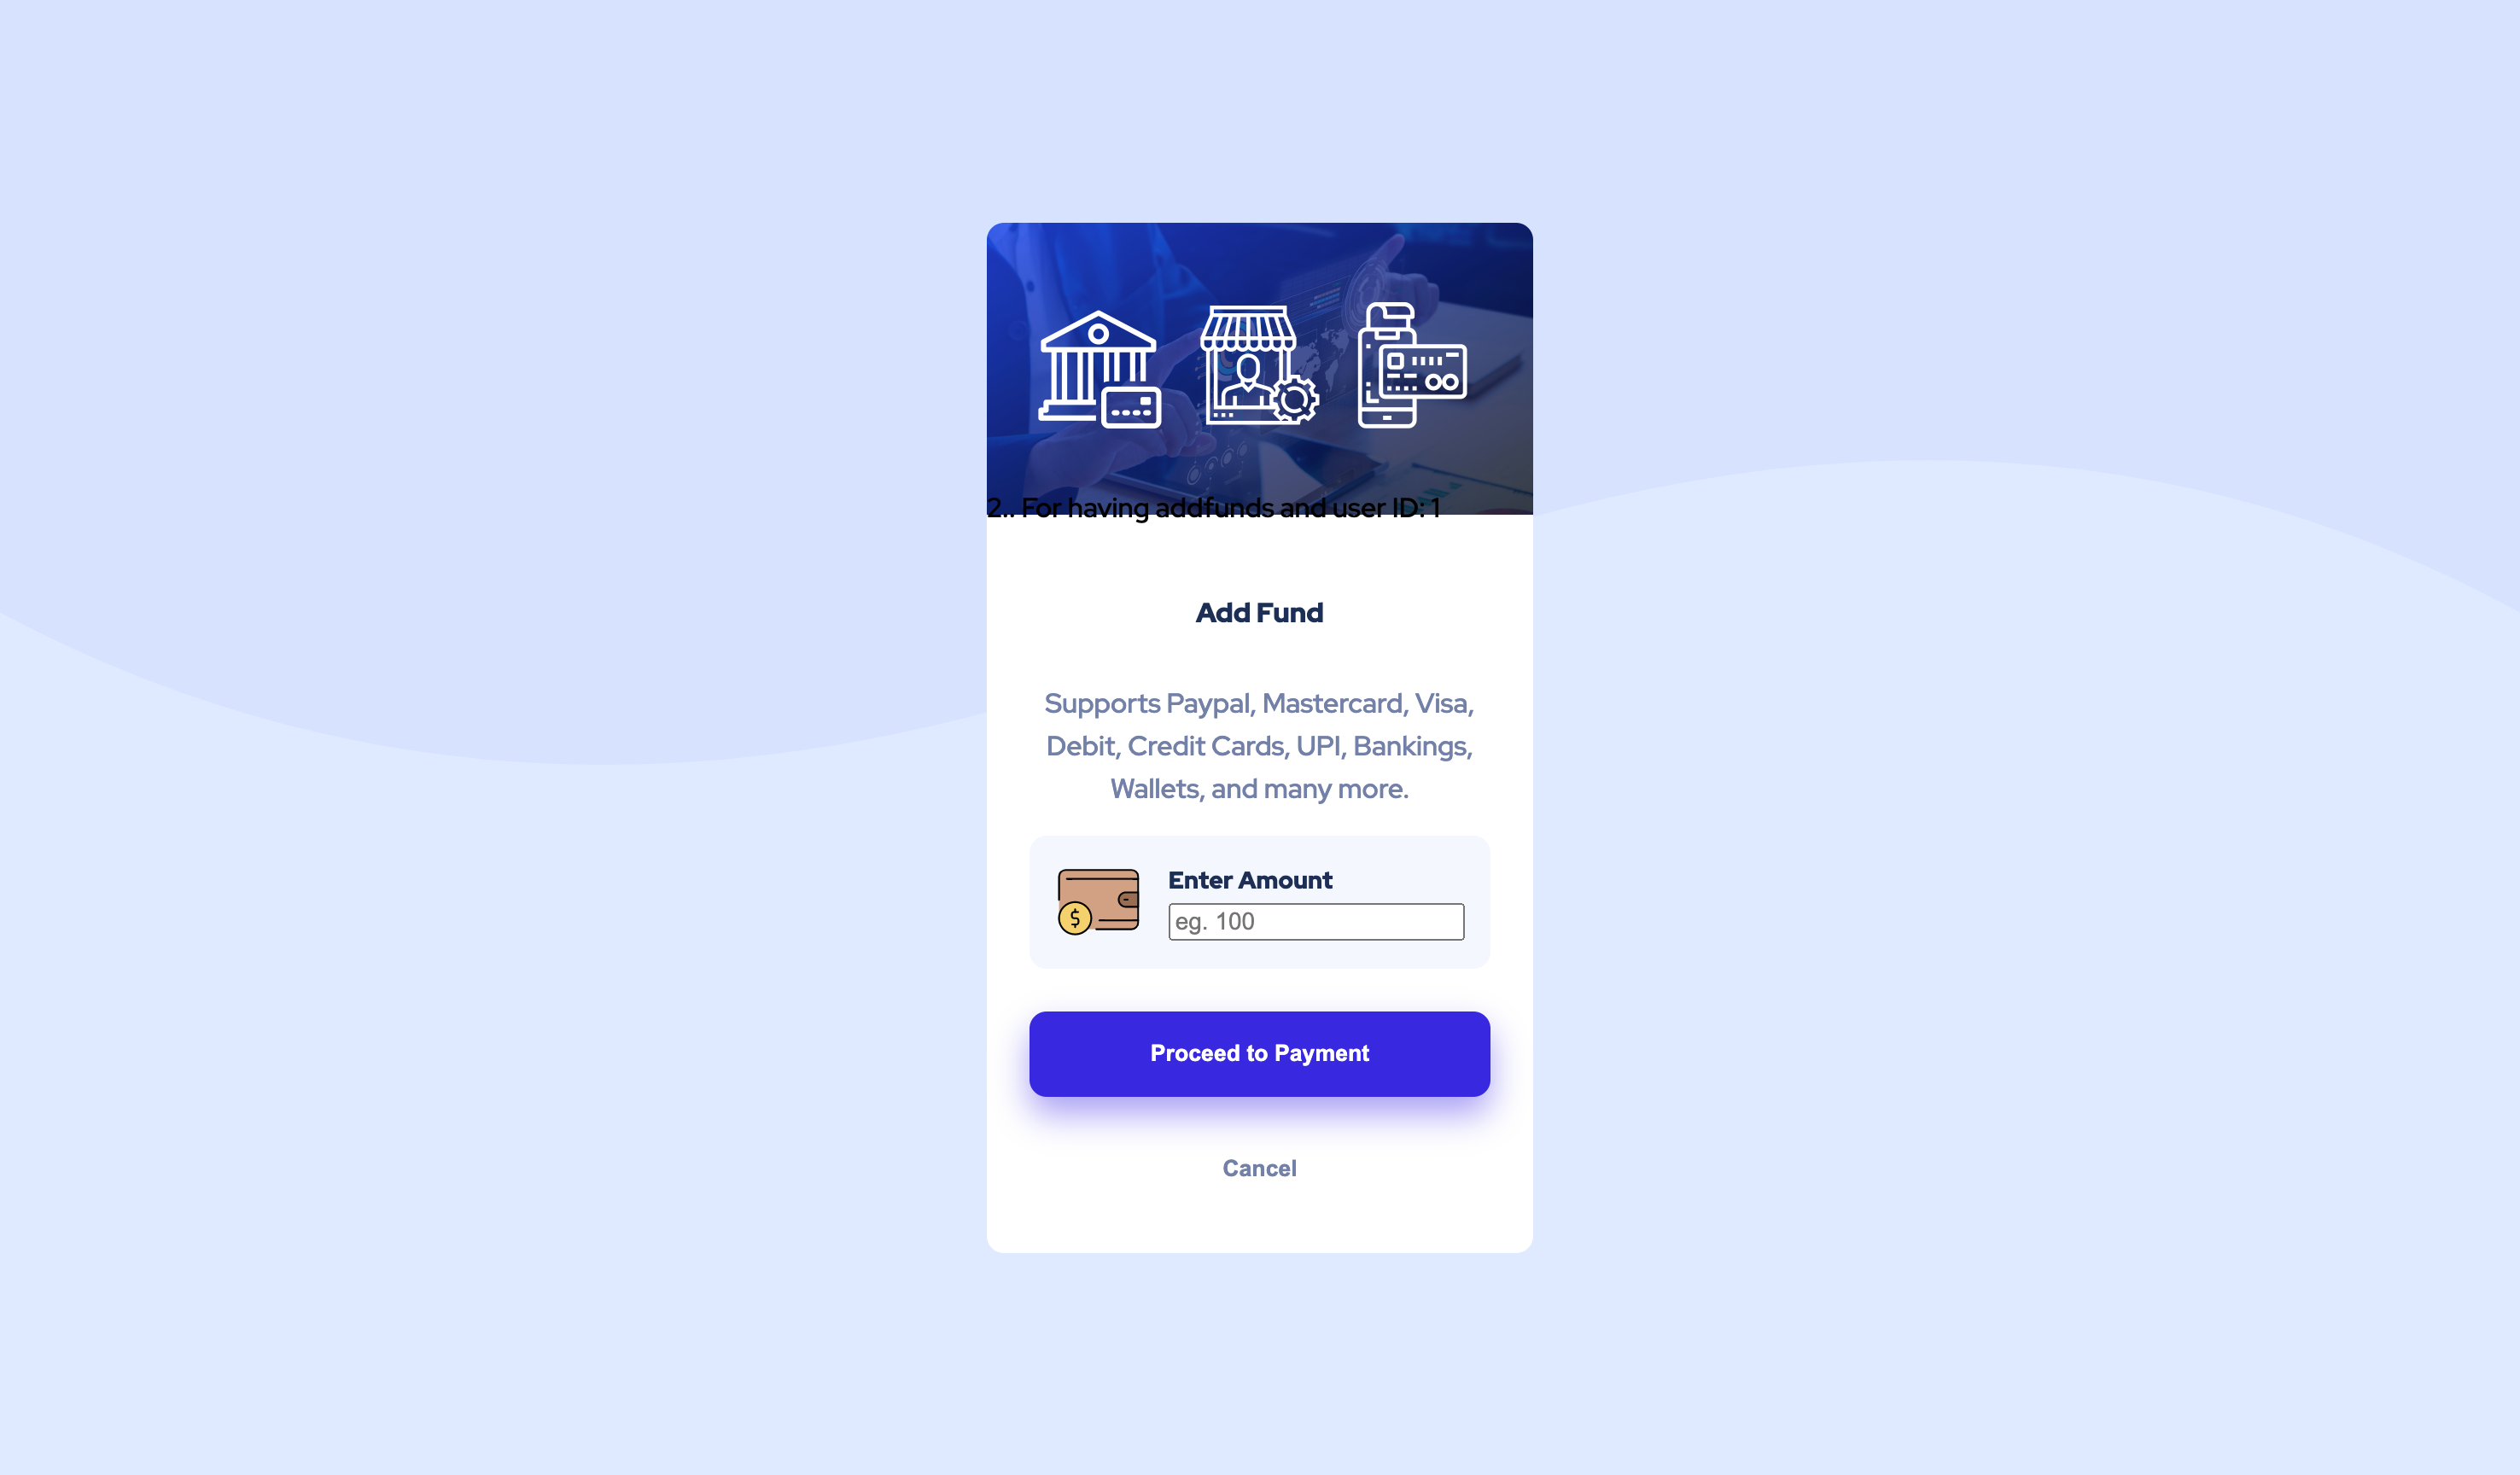 2.. For having addfunds and user ID: 1
Add Fund
Supports Paypal, Mastercard, Visa,
Debit, Credit Cards, UPI, Bankings,
Wallets, and many more.
Enter Amount
$
eg. 100
Proceed to Payment
Cancel